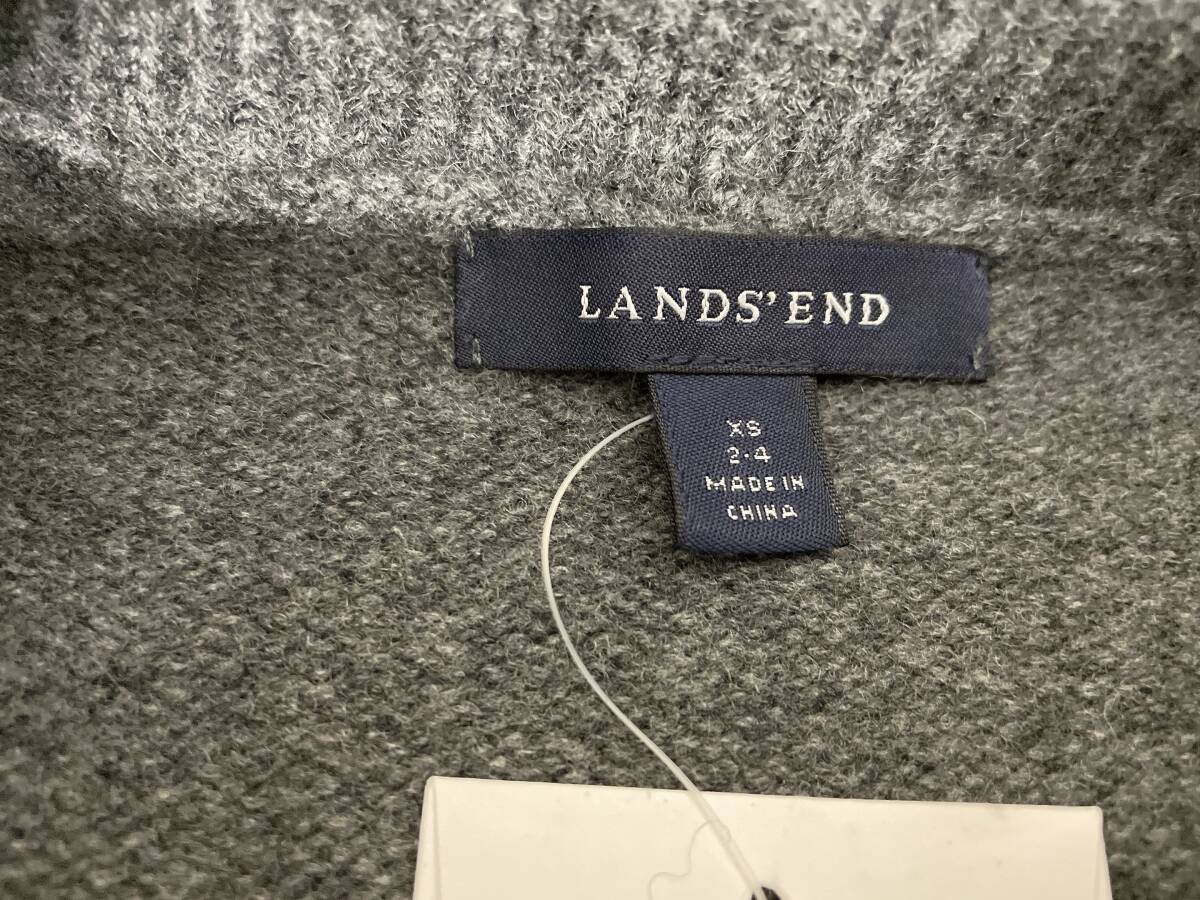 LANDS' END
XS
2-4
MADE IN
CHINA